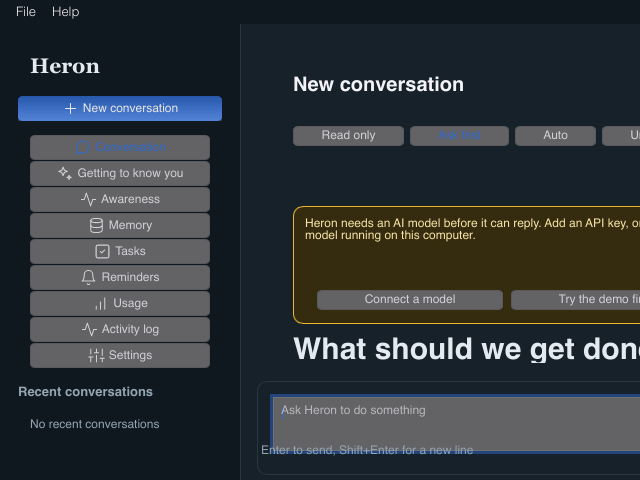 File Help
Heron
New conversation
Conversation
Getting to know you
Awareness
Memory
Tasks
Reminders
Usage
Activity log
Settings
Recent conversations
No recent conversations
New conversation
Read only
Auto
Heron needs an AI model before it can reply. Add an API key, or
model running on this computer.
Connect a model
Try the demo
What should we get
Ask Heron to do something
Enter to send, Shift+Enter for a new line